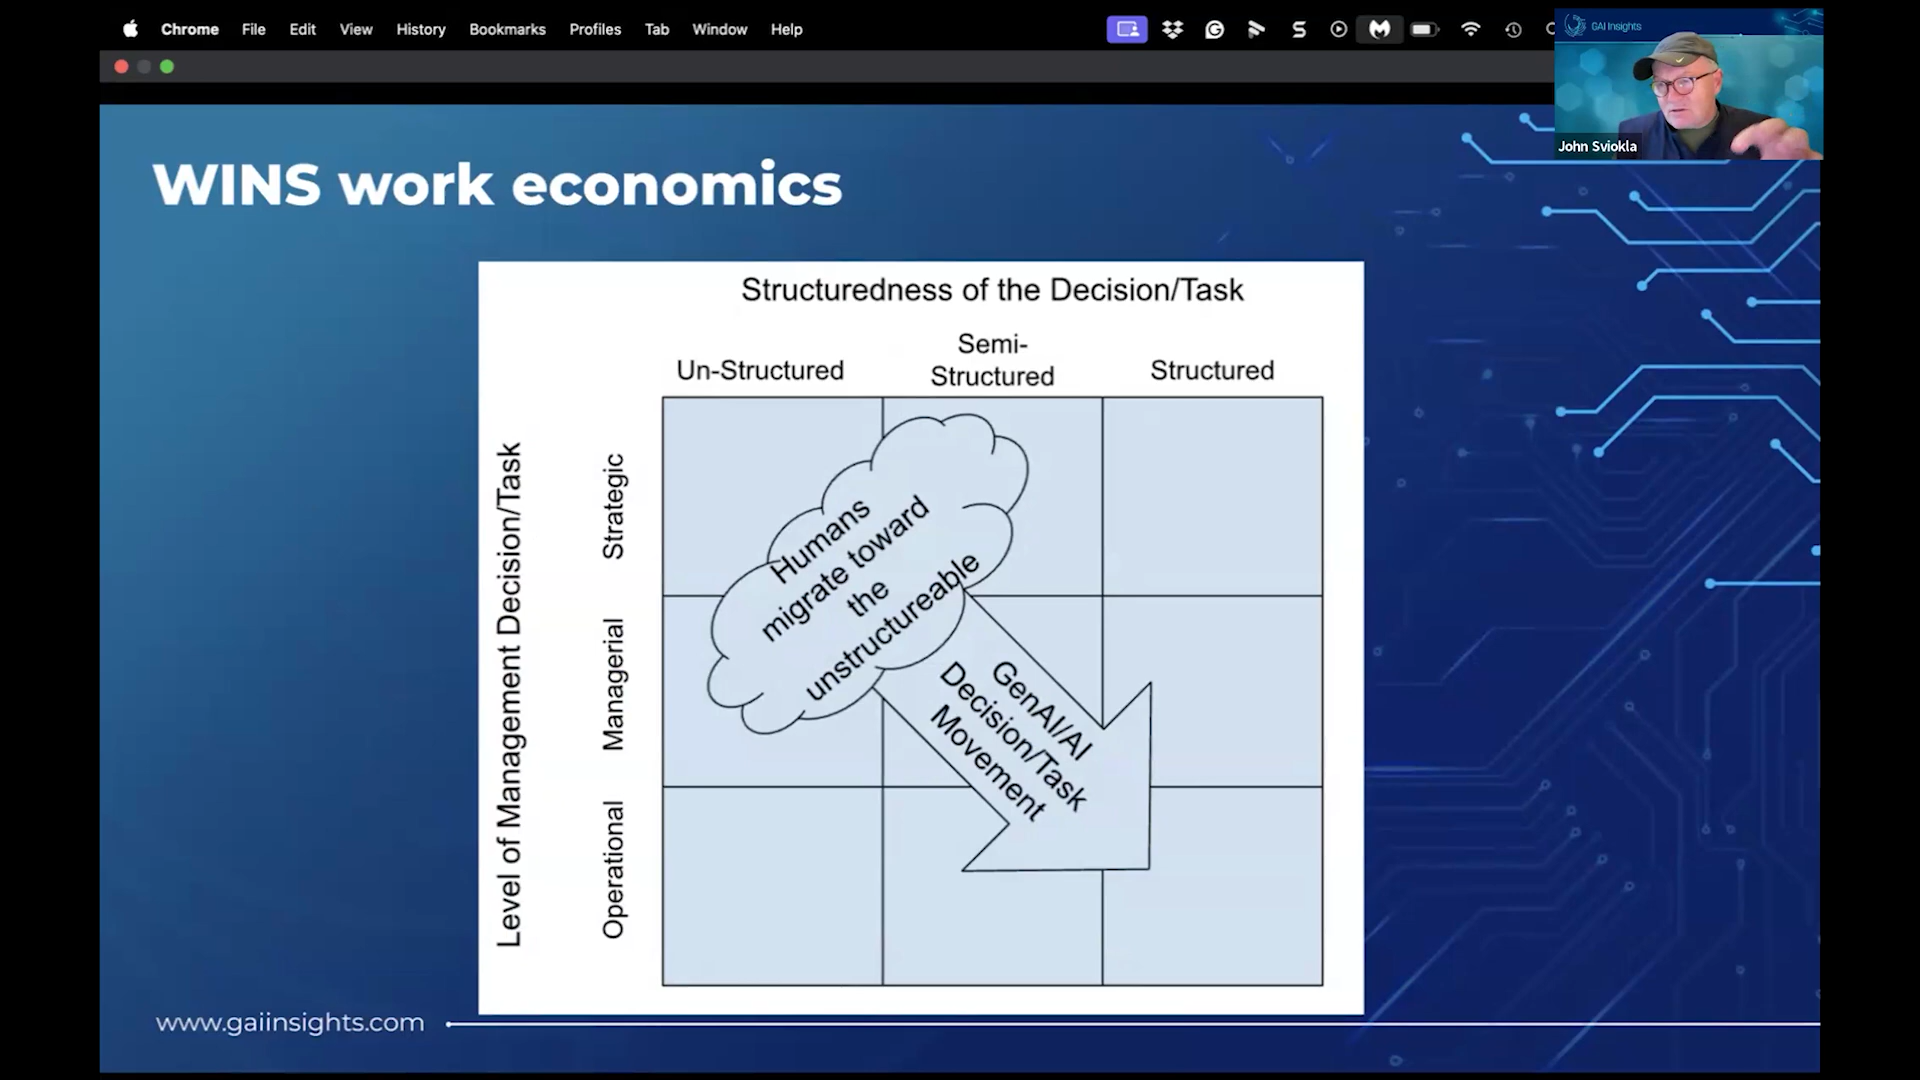 Chrome File Edit View History Bookmarks Profiles Tab Window Help
GAI Insights
John Sviokla
WINS work economics
Structuredness of the Decision/Task
Un-Structured
Semi-
Structured
Structured
Level of Management Decision/Task
Strategic
Managerial
Operational
Humans
migrate toward
the
unstructureable
GenAI/AI
Decision/Task
Movement
www.gaiinsights.com